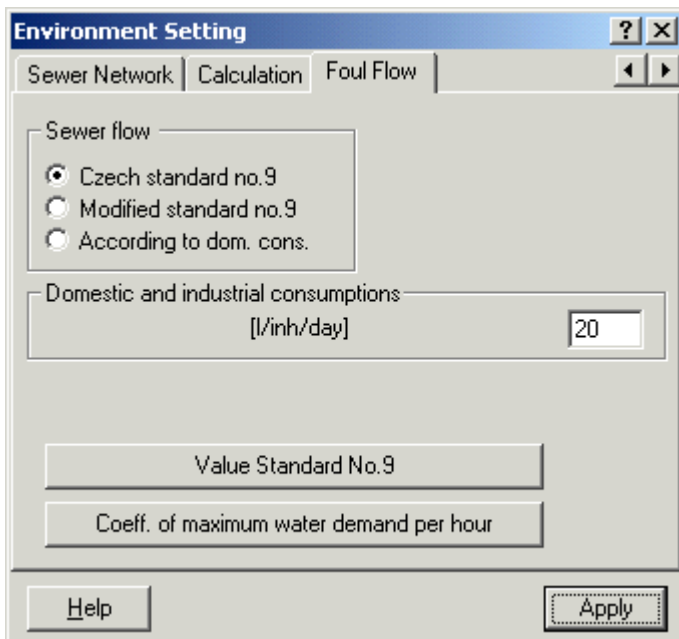 Environment Setting
Sewer Network Calculation Foul Flow
Sewer flow
Czech standard no.9
Modified standard no.9
According to dom. cons.
Domestic and industrial consumptions
[l/inh/day] 20
Value Standard No.9
Coeff. of maximum water demand per hour
Help Apply